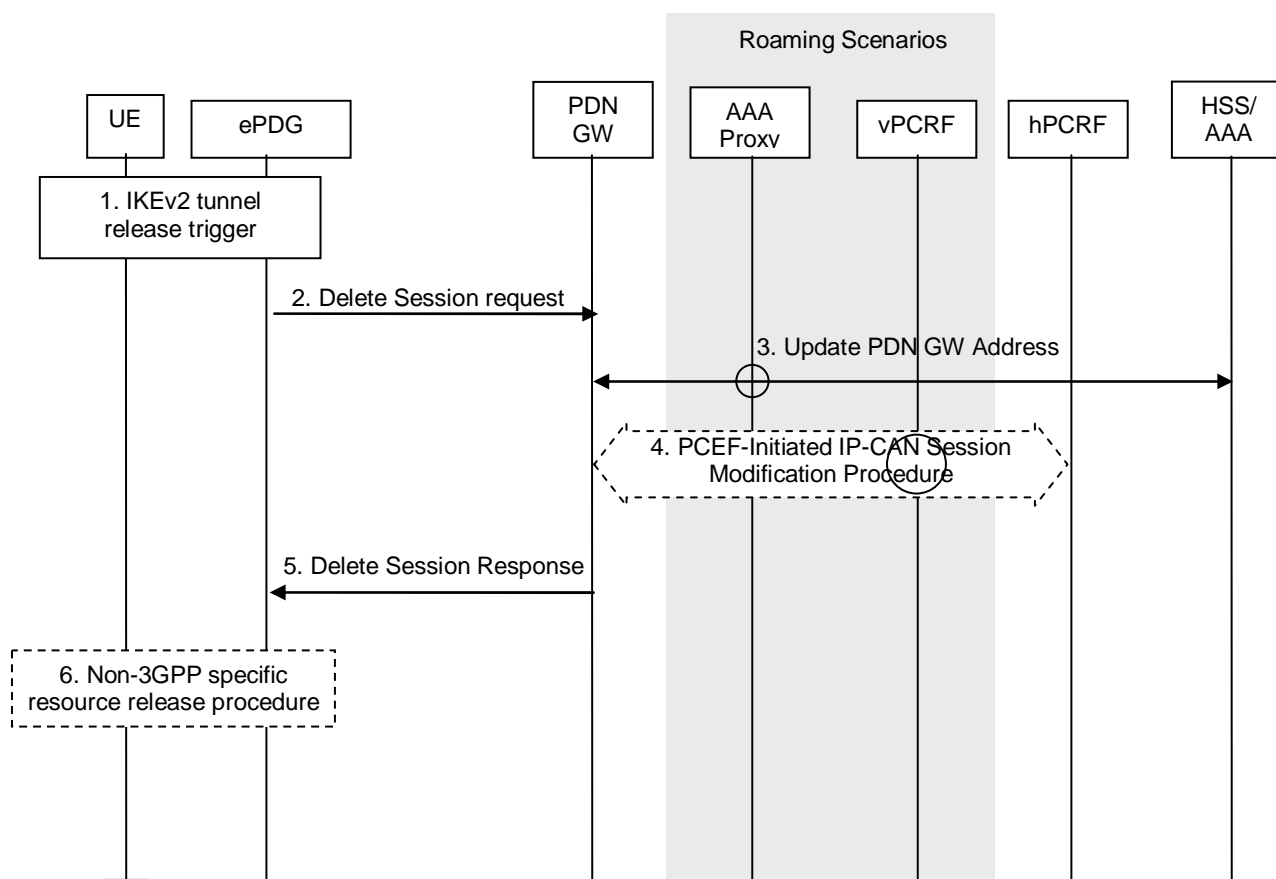 Roaming Scenarios
UE
ePDG
PDN
GW
AAA
Proxy
vPCRF
hPCRF
HSS/
AAA
1. IKEv2 tunnel
release trigger
2. Delete Session request
3. Update PDN GW Address
4. PCEF-Initiated IP-CAN Session
Modification Procedure
5. Delete Session Response
6. Non-3GPP specific
resource release procedure